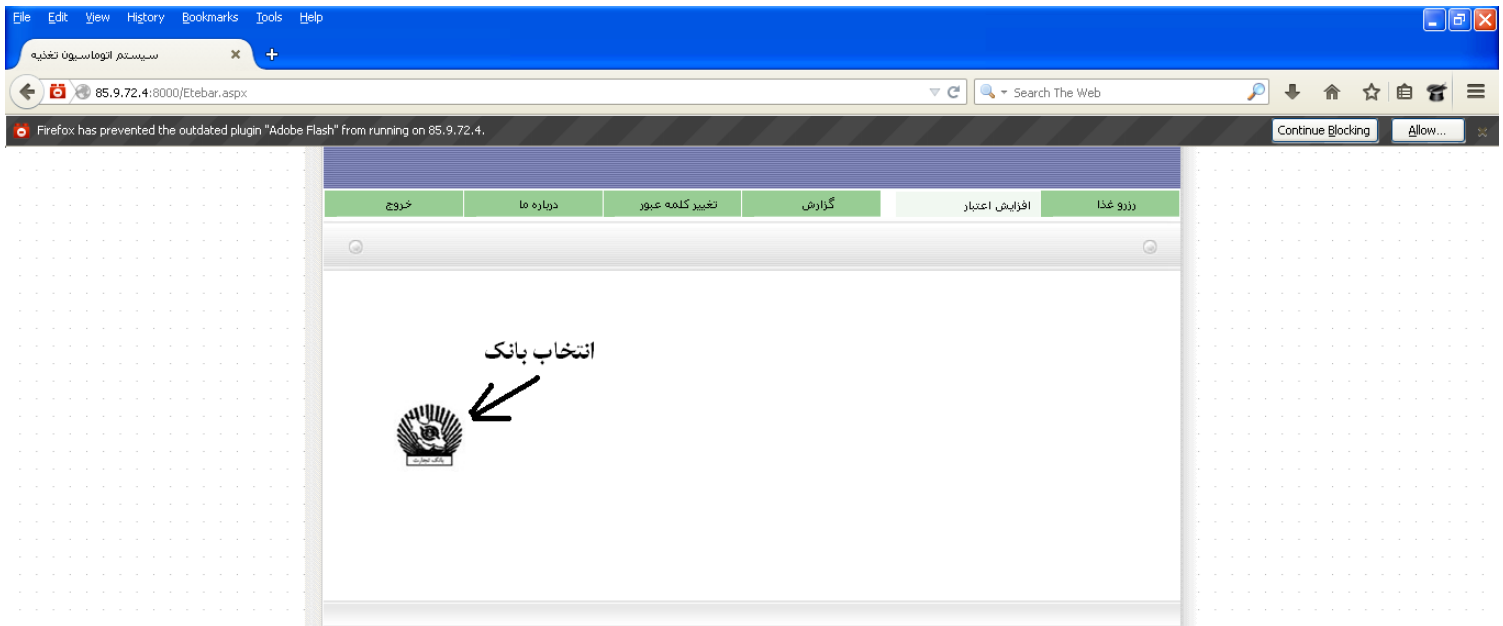 File Edit View History Bookmarks Tools Help
سیستم اتوماسیون تغذیه
85.9.72.4:8000/Etebar.aspx
Search The Web
Firefox has prevented the outdated plugin "Adobe Flash" from running on 85.9.72.4.
Continue Blocking
Allow...
رزرو غذا
افزایش اعتبار
گزارش
تغییر کلمه عبور
درباره ما
خروج
انتخاب بانک
بانک تجارت